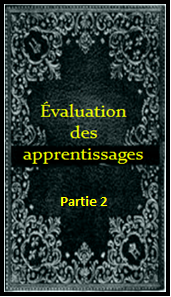 Évaluation
des
apprentissages
Partie 2